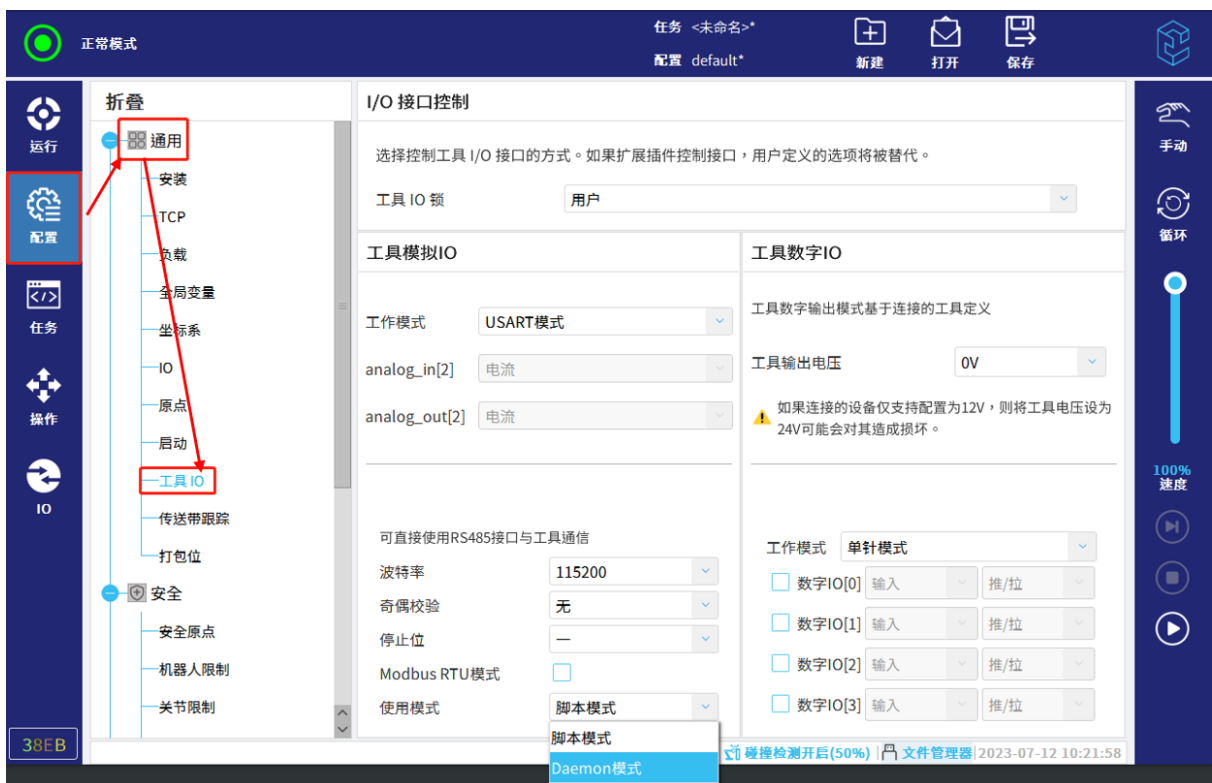 正常模式
任务 <未命名>*
配置 default*
新建
打开
保存
运行
配置
任务
操作
IO
38EB
折叠
通用
安装
TCP
负载
全局变量
坐标系
IO
原点
启动
工具 IO
传送带跟踪
打包位
安全
安全原点
机器人限制
关节限制
I/O 接口控制
选择控制工具 I/O 接口的方式。如果扩展插件控制接口，用户定义的选项将被替代。
工具 IO 锁 用户
工具模拟IO
工作模式 USART模式
analog_in[2] 电流
analog_out[2] 电流
可直接使用RS485接口与工具通信
波特率 115200
奇偶校验 无
停止位 一
Modbus RTU模式
使用模式 脚本模式
脚本模式
Daemon模式
工具数字IO
工具数字输出模式基于连接的工具定义
工具输出电压 0V
如果连接的设备仅支持配置为12V，则将工具电压设为
24V可能会对其造成损坏。
工作模式 单针模式
数字IO[0] 输入 推/拉
数字IO[1] 输入 推/拉
数字IO[2] 输入 推/拉
数字IO[3] 输入 推/拉
碰撞检测开启(50%) 文件管理器 2023-07-12 10:21:58
手动
循环
100%
速度